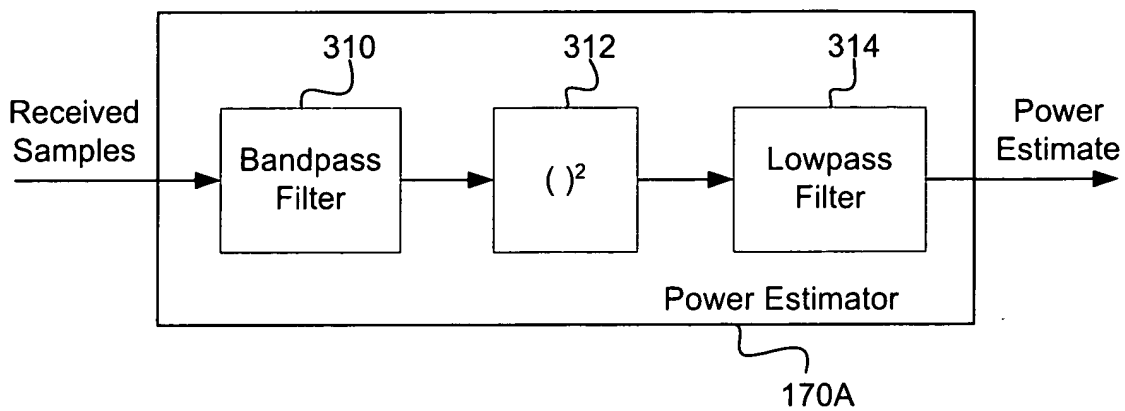 310
312
314
Received
Samples
Bandpass
Filter
( )²
Lowpass
Filter
Power
Estimate
Power Estimator
170A